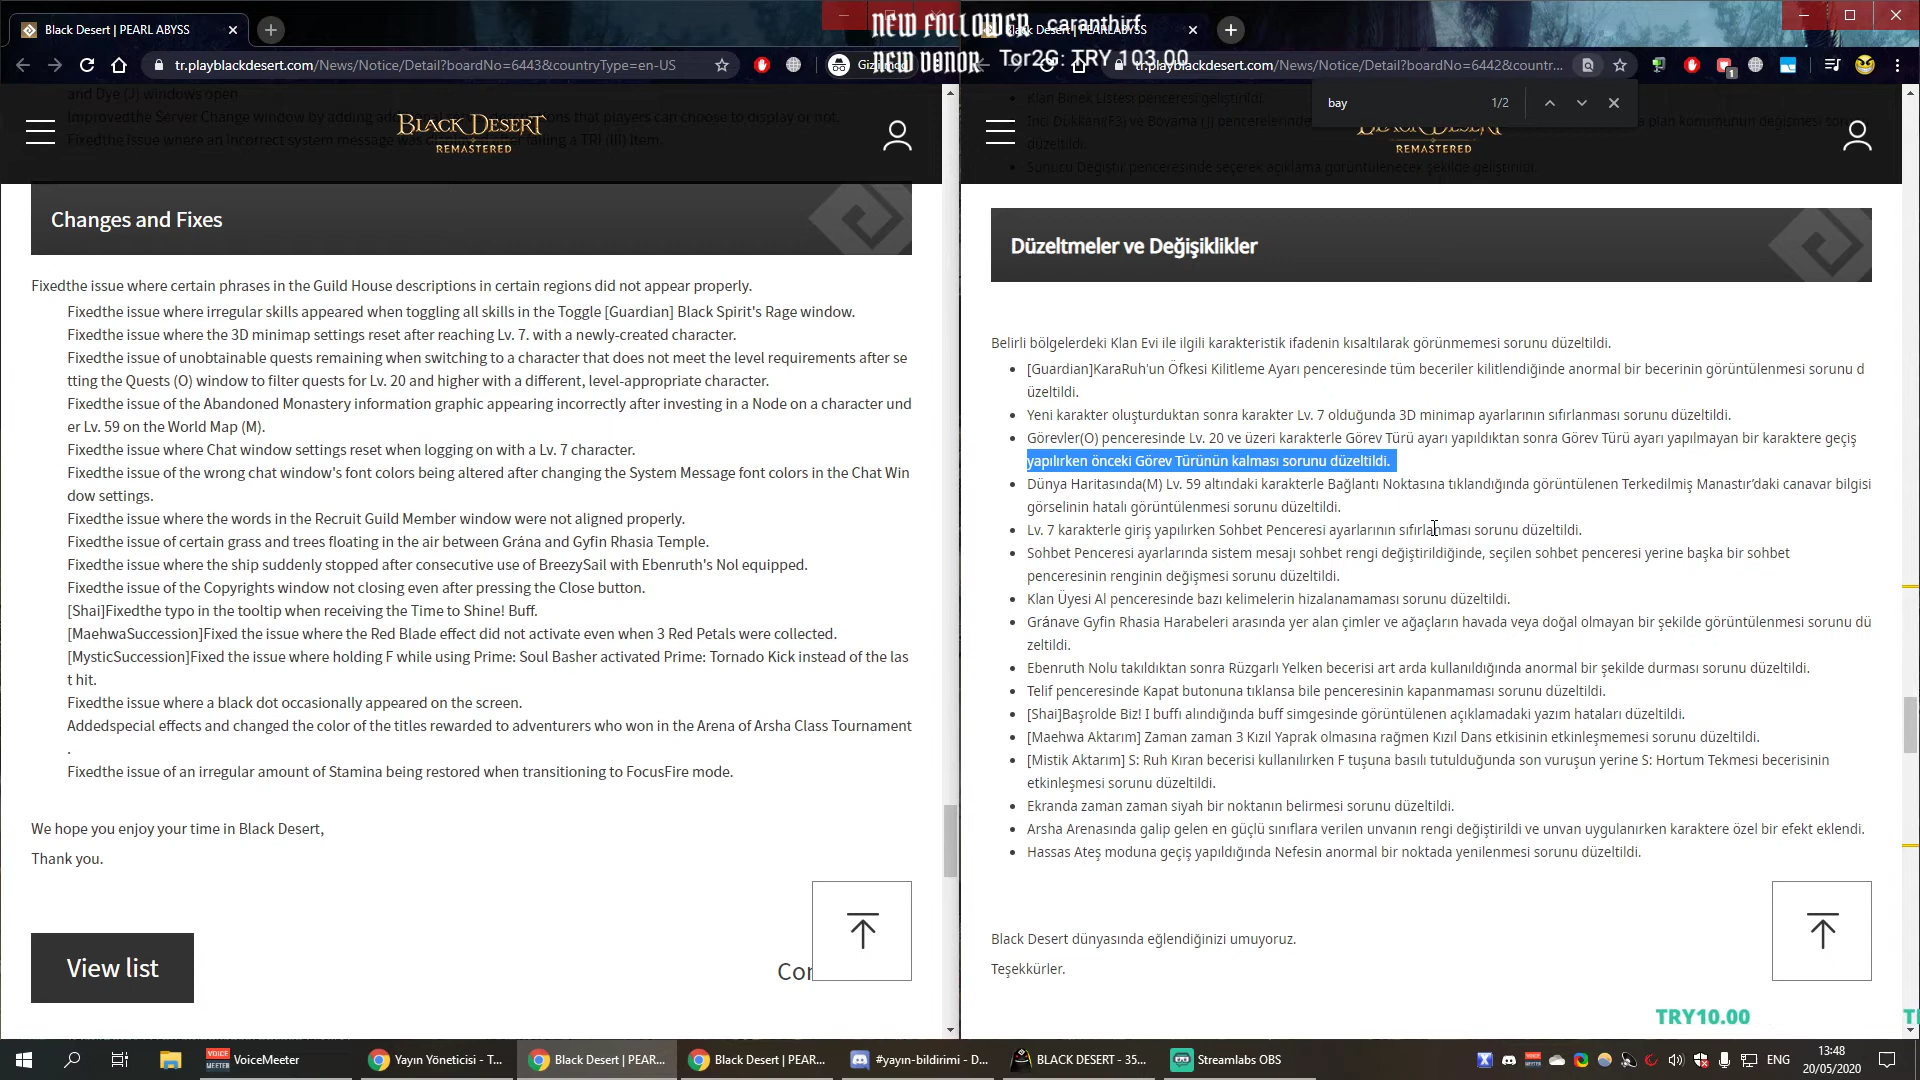 Black Desert | PEARL ABYSS
NEW FOLLOWER caranthirf
Black Desert | PEARL ABYSS
NEW DONOR Tor26: TRY 103.00
tr.playblackdesert.com/News/Notice/Detail?boardNo=6443&countryType=en-US
tr.playblackdesert.com/News/Notice/Detail?boardNo=6442&countr...
1
bay
1/2
and Dye (J) windows open.
BLACK DESERT
REMASTERED
Changes and Fixes
Fixedthe issue where certain phrases in the Guild House descriptions in certain regions did not appear properly.
Fixedthe issue where irregular skills appeared when toggling all skills in the Toggle [Guardian] Black Spirit's Rage window.
Fixedthe issue where the 3D minimap settings reset after reaching Lv. 7. with a newly-created character.
Fixedthe issue of unobtainable quests remaining when switching to a character that does not meet the level requirements after se
tting the Quests (O) window to filter quests for Lv. 20 and higher with a different, level-appropriate character.
Fixedthe issue of the Abandoned Monastery information graphic appearing incorrectly after investing in a Node on a character und
er Lv. 59 on the World Map (M).
Fixedthe issue where Chat window settings reset when logging on with a Lv. 7 character.
Fixedthe issue of the wrong chat window's font colors being altered after changing the System Message font colors in the Chat Win
dow settings.
Fixedthe issue where the words in the Recruit Guild Member window were not aligned properly.
Fixedthe issue of certain grass and trees floating in the air between Grána and Gyfin Rhasia Temple.
Fixedthe issue where the ship suddenly stopped after consecutive use of BreezySail with Ebenruth's Nol equipped.
Fixedthe issue of the Copyrights window not closing even after pressing the Close button.
[Shai]Fixedthe typo in the tooltip when receiving the Time to Shine! Buff.
[MaehwaSuccession]Fixed the issue where the Red Blade effect did not activate even when 3 Red Petals were collected.
[MysticSuccession]Fixed the issue where holding F while using Prime: Soul Basher activated Prime: Tornado Kick instead of the las
t hit.
Fixedthe issue where a black dot occasionally appeared on the screen.
Addedspecial effects and changed the color of the titles rewarded to adventurers who won in the Arena of Arsha Class Tournament
.
Fixedthe issue of an irregular amount of Stamina being restored when transitioning to FocusFire mode.
We hope you enjoy your time in Black Desert,
Thank you.
View list
Klan Binek Listesi penceresi geliştirildi.
düzeltildi.
Sunucu Değiştir penceresinde seçerek açıklama görüntülenecek şekilde geliştirildi.
REMASTERED
Düzeltmeler ve Değişiklikler
Belirli bölgelerdeki Klan Evi ile ilgili karakteristik ifadenin kısaltılarak görünmemesi sorunu düzeltildi.
[Guardian]KaraRuh'un Öfkesi Kilitleme Ayarı penceresinde tüm beceriler kilitlendiğinde anormal bir becerinin görüntülenmesi sorunu d
üzeltildi.
Yeni karakter oluşturduktan sonra karakter Lv. 7 olduğunda 3D minimap ayarlarının sıfırlanması sorunu düzeltildi.
Görevler(O) penceresinde Lv. 20 ve üzeri karakterle Görev Türü ayarı yapıldıktan sonra Görev Türü ayarı yapılmayan bir karaktere geçiş
yapılırken önceki Görev Türünün kalması sorunu düzeltildi.
Dünya Haritasında(M) Lv. 59 altındaki karakterle Bağlantı Noktasına tıklandığında görüntülenen Terkedilmiş Manastır'daki canavar bilgisi
görselinin hatalı görüntülenmesi sorunu düzeltildi.
Lv. 7 karakterle giriş yapılırken Sohbet Penceresi ayarlarının sıfırlanması sorunu düzeltildi.
Sohbet Penceresi ayarlarında sistem mesajı sohbet rengi değiştirildiğinde, seçilen sohbet penceresi yerine başka bir sohbet
penceresinin renginin değişmesi sorunu düzeltildi.
Klan Üyesi Al penceresinde bazı kelimelerin hizalanamaması sorunu düzeltildi.
Gránave Gyfin Rhasia Harabeleri arasında yer alan çimler ve ağaçların havada veya doğal olmayan bir şekilde görüntülenmesi sorunu dü
zeltildi.
Ebenruth Nolu takıldıktan sonra Rüzgarlı Yelken becerisi art arda kullanıldığında anormal bir şekilde durması sorunu düzeltildi.
Telif penceresinde Kapat butonuna tıklansa bile penceresinin kapanmaması sorunu düzeltildi.
[Shai]Başrolde Biz! I buffı alındığında buff simgesinde görüntülenen açıklamadaki yazım hataları düzeltildi.
[Maehwa Aktarım] Zaman zaman 3 Kızıl Yaprak olmasına rağmen Kızıl Dans etkisinin etkinleşmemesi sorunu düzeltildi.
[Mistik Aktarım] S: Ruh Kıran becerisi kullanılırken F tuşuna basılı tutulduğunda son vuruşun yerine S: Hortum Tekmesi becerisinin
etkinleşmesi sorunu düzeltildi.
Ekranda zaman zaman siyah bir noktanın belirmesi sorunu düzeltildi.
Arsha Arenasında galip gelen en güçlü sınıflara verilen unvanın rengi değiştirildi ve unvan uygulanırken karaktere özel bir efekt eklendi.
Hassas Ateş moduna geçiş yapıldığında Nefesin anormal bir noktada yenilenmesi sorunu düzeltildi.
Black Desert dünyasında eğlendiğinizi umuyoruz.
Teşekkürler.
TRY10.00
VoiceMeeter
Yayın Yöneticisi - T...
Black Desert | PEAR...
Black Desert | PEAR...
#yayın-bildirimi - D...
BLACK DESERT - 35...
Streamlabs OBS
ENG
13:48
20/05/2020